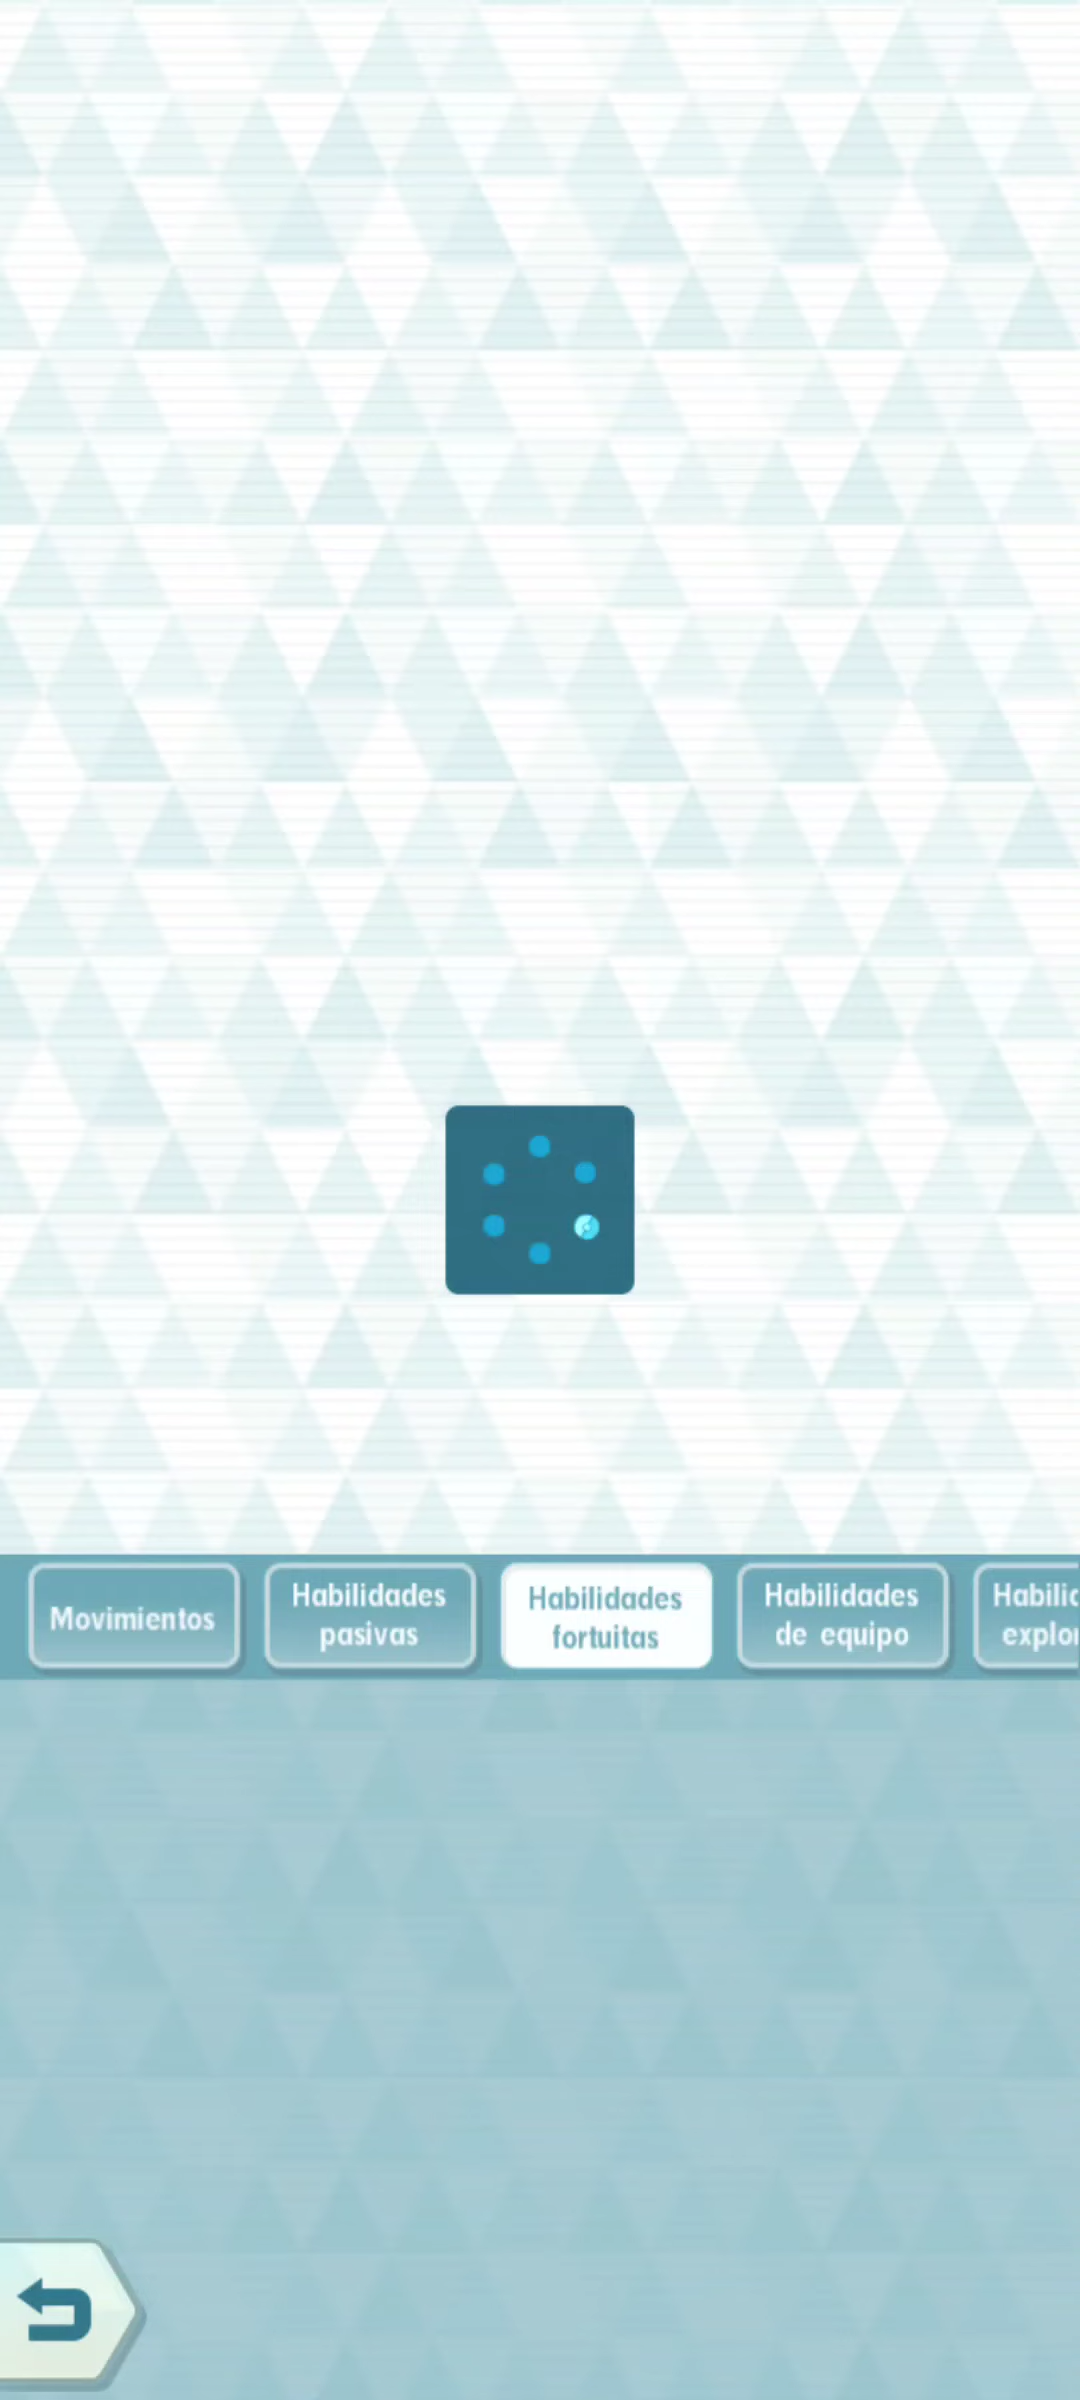 Movimientos
Habilidades
pasivas
Habilidades
fortuitas
Habilidades
de equipo